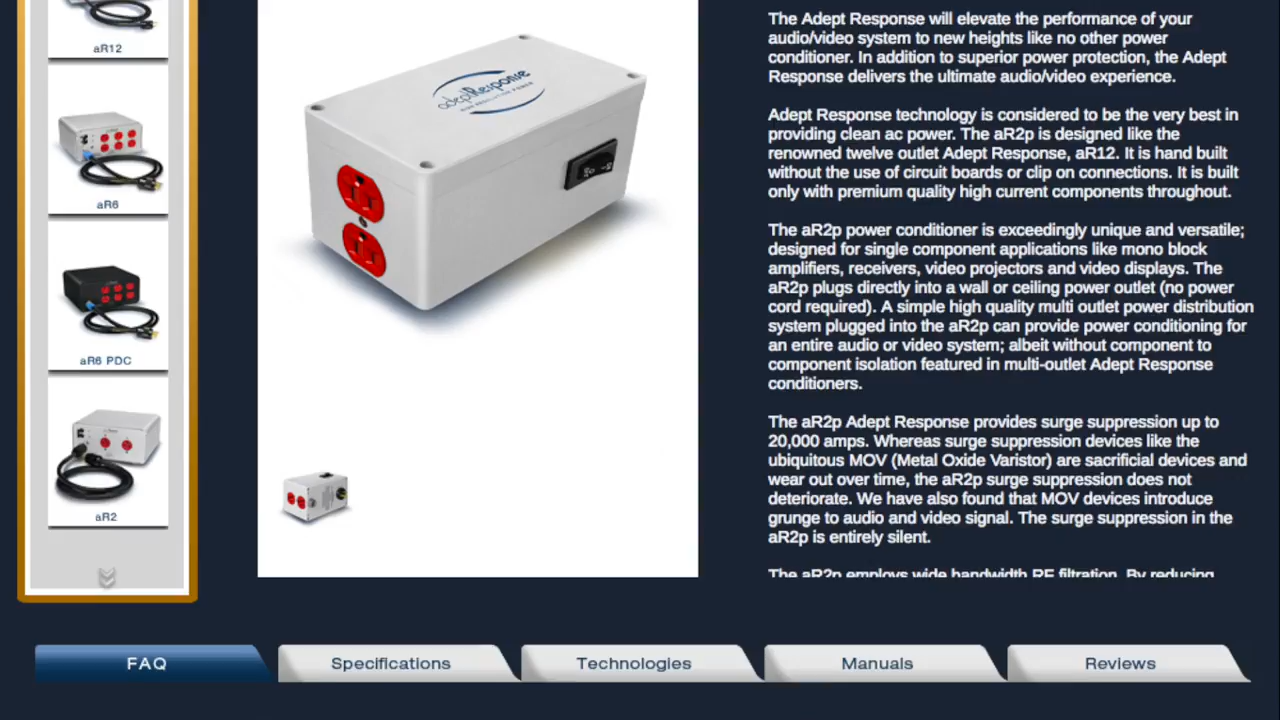 aR12
aR6
aR6 PDC
aR2
adeptResponse
The Adept Response will elevate the performance of your
audio/video system to new heights like no other power
conditioner. In addition to superior power protection, the Adept
Response delivers the ultimate audio/video experience.
Adept Response technology is considered to be the very best in
providing clean ac power. The aR2p is designed like the
renowned twelve outlet Adept Response, aR12. It is hand built
without the use of circuit boards or clip on connections. It is built
only with premium quality high current components throughout.
The aR2p power conditioner is exceedingly unique and versatile;
designed for single component applications like mono block
amplifiers, receivers, video projectors and video displays. The
aR2p plugs directly into a wall or ceiling power outlet (no power
cord required). A simple high quality multi outlet power distribution
system plugged into the aR2p can provide power conditioning for
an entire audio or video system; albeit without component to
component isolation featured in multi-outlet Adept Response
conditioners.
The aR2p Adept Response provides surge suppression up to
20,000 amps. Whereas surge suppression devices like the
ubiquitous MOV (Metal Oxide Varistor) are sacrificial devices and
wear out over time, the aR2p surge suppression does not
deteriorate. We have also found that MOV devices introduce
grunge to audio and video signal. The surge suppression in the
aR2p is entirely silent.
The aR2p employs wide bandwidth RF filtration. By reducing
FAQ
Specifications
Technologies
Manuals
Reviews